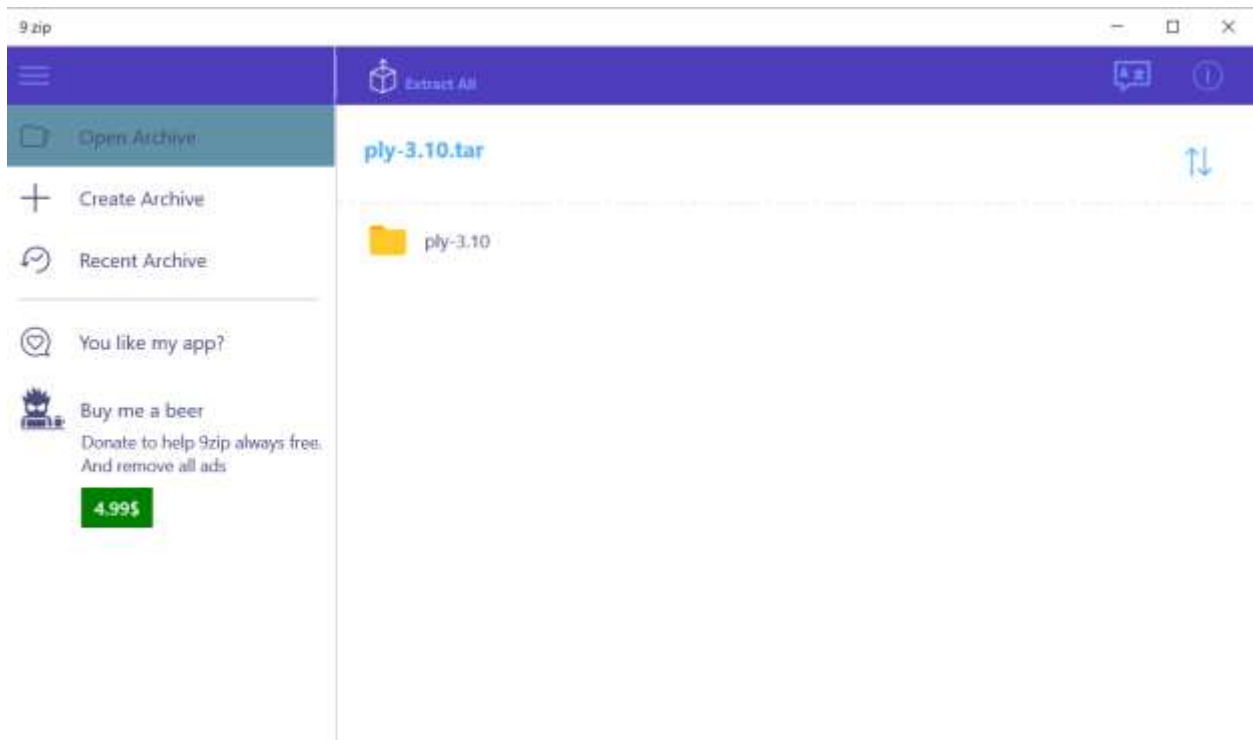 9 zip
Extract All
Open Archive
ply-3.10.tar
Create Archive
ply-3.10
Recent Archive
You like my app?
Buy me a beer
Donate to help 9zip always free.
And remove all ads
4.99$